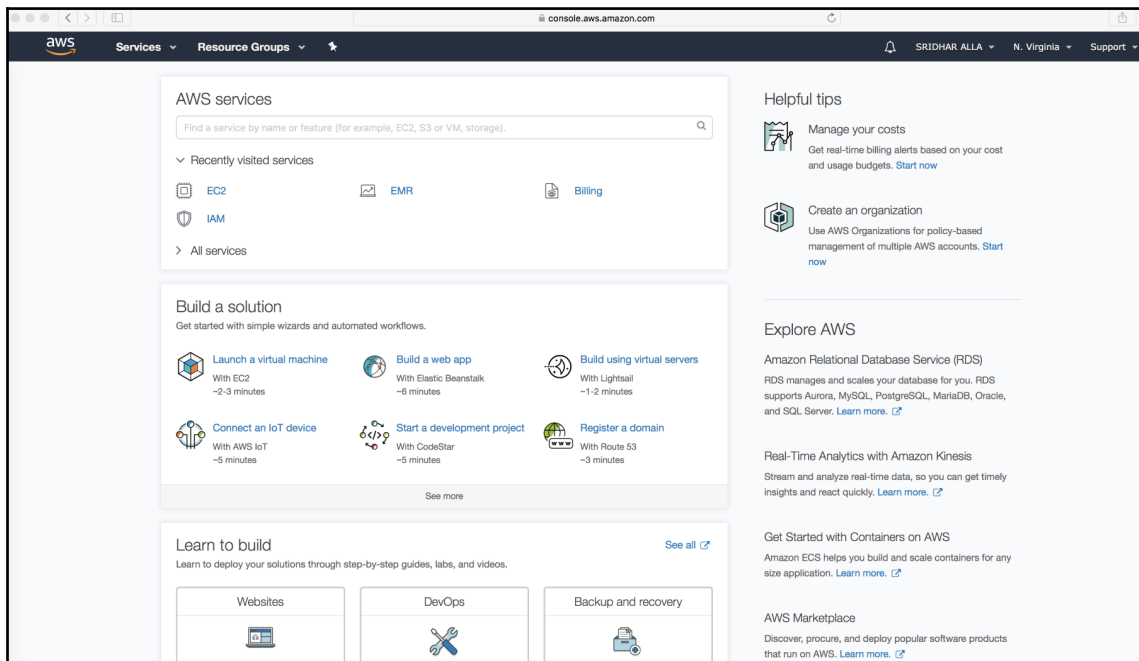 console.aws.amazon.com
aws
Services
Resource Groups
SRIDHAR ALLA
N. Virginia
Support
AWS services
Find a service by name or feature (for example, EC2, S3 or VM, storage).
Recently visited services
EC2
EMR
Billing
IAM
All services
Build a solution
Get started with simple wizards and automated workflows.
Launch a virtual machine
With EC2
~2-3 minutes
Build a web app
With Elastic Beanstalk
~6 minutes
Build using virtual servers
With Lightsail
~1-2 minutes
Connect an IoT device
With AWS IoT
~5 minutes
Start a development project
With CodeStar
~5 minutes
Register a domain
With Route 53
~3 minutes
www
See more
Learn to build
See all
Learn to deploy your solutions through step-by-step guides, labs, and videos.
Websites
DevOps
Backup and recovery
Helpful tips
Manage your costs
Get real-time billing alerts based on your cost
and usage budgets. Start now
Create an organization
Use AWS Organizations for policy-based
management of multiple AWS accounts. Start
now
Explore AWS
Amazon Relational Database Service (RDS)
RDS manages and scales your database for you. RDS
supports Aurora, MySQL, PostgreSQL, MariaDB, Oracle,
and SQL Server. Learn more.
Real-Time Analytics with Amazon Kinesis
Stream and analyze real-time data, so you can get timely
insights and react quickly. Learn more.
Get Started with Containers on AWS
Amazon ECS helps you build and scale containers for any
size application. Learn more.
AWS Marketplace
Discover, procure, and deploy popular software products
that run on AWS. Learn more.